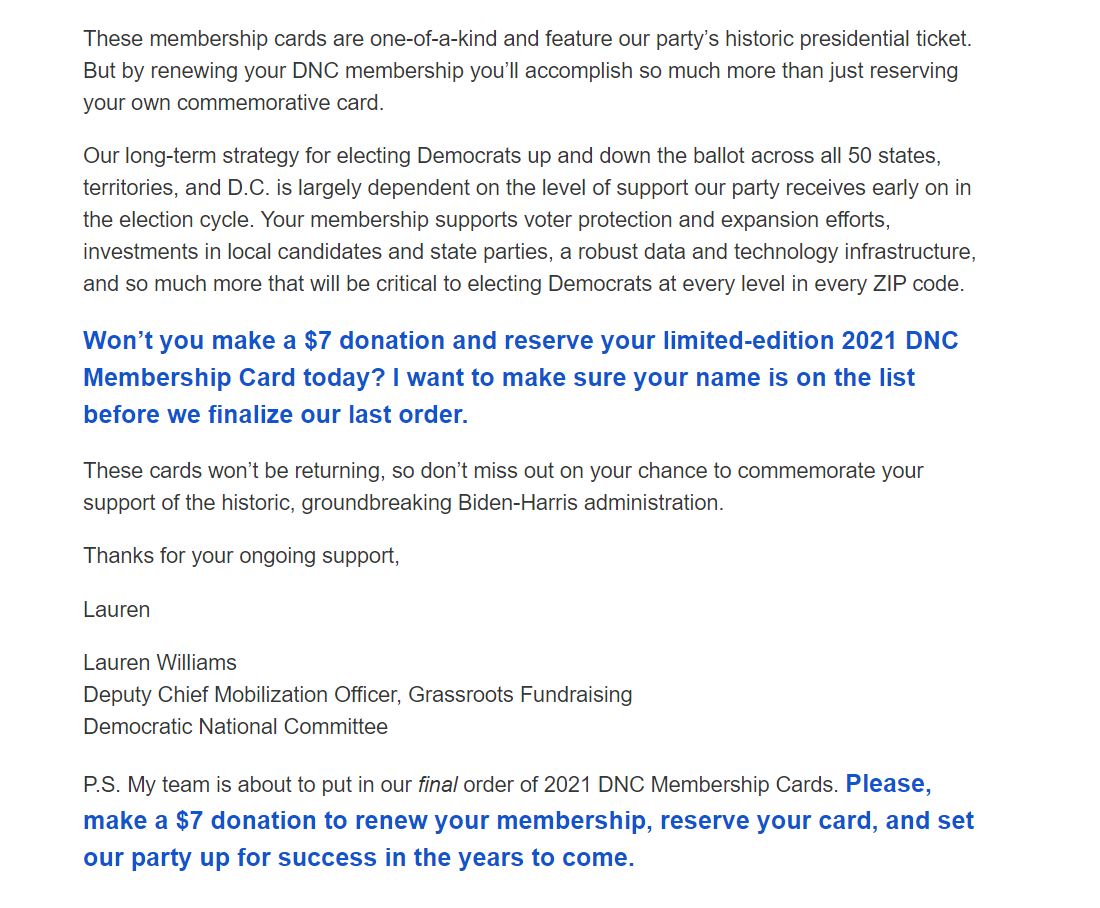 These membership cards are one-of-a-kind and feature our party’s historic presidential ticket.
But by renewing your DNC membership you’ll accomplish so much more than just reserving
your own commemorative card.
Our long-term strategy for electing Democrats up and down the ballot across all 50 states,
territories, and D.C. is largely dependent on the level of support our party receives early on in
the election cycle. Your membership supports voter protection and expansion efforts,
investments in local candidates and state parties, a robust data and technology infrastructure,
and so much more that will be critical to electing Democrats at every level in every ZIP code.
Won’t you make a $7 donation and reserve your limited-edition 2021 DNC
Membership Card today? I want to make sure your name is on the list
before we finalize our last order.
These cards won’t be returning, so don’t miss out on your chance to commemorate your
support of the historic, groundbreaking Biden-Harris administration.
Thanks for your ongoing support,
Lauren
Lauren Williams
Deputy Chief Mobilization Officer, Grassroots Fundraising
Democratic National Committee
P.S. My team is about to put in our final order of 2021 DNC Membership Cards. Please,
make a $7 donation to renew your membership, reserve your card, and set
our party up for success in the years to come.